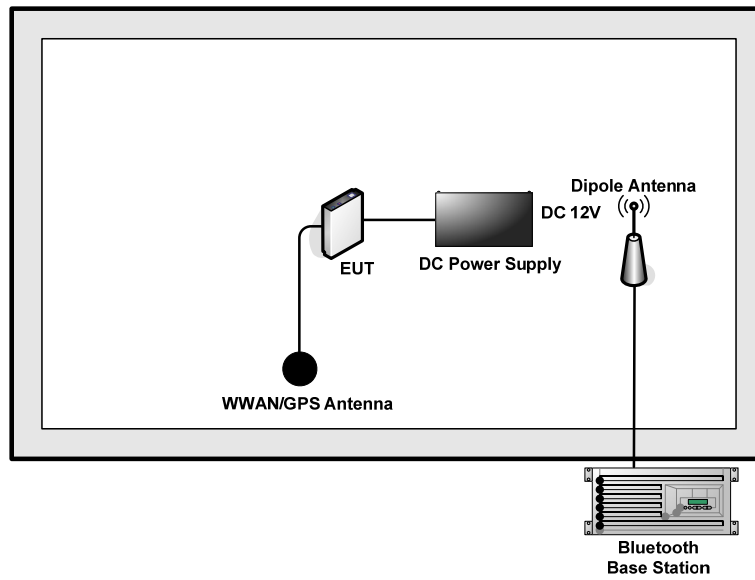 Dipole Antenna
DC 12V
EUT
DC Power Supply
WWAN/GPS Antenna
Bluetooth
Base Station